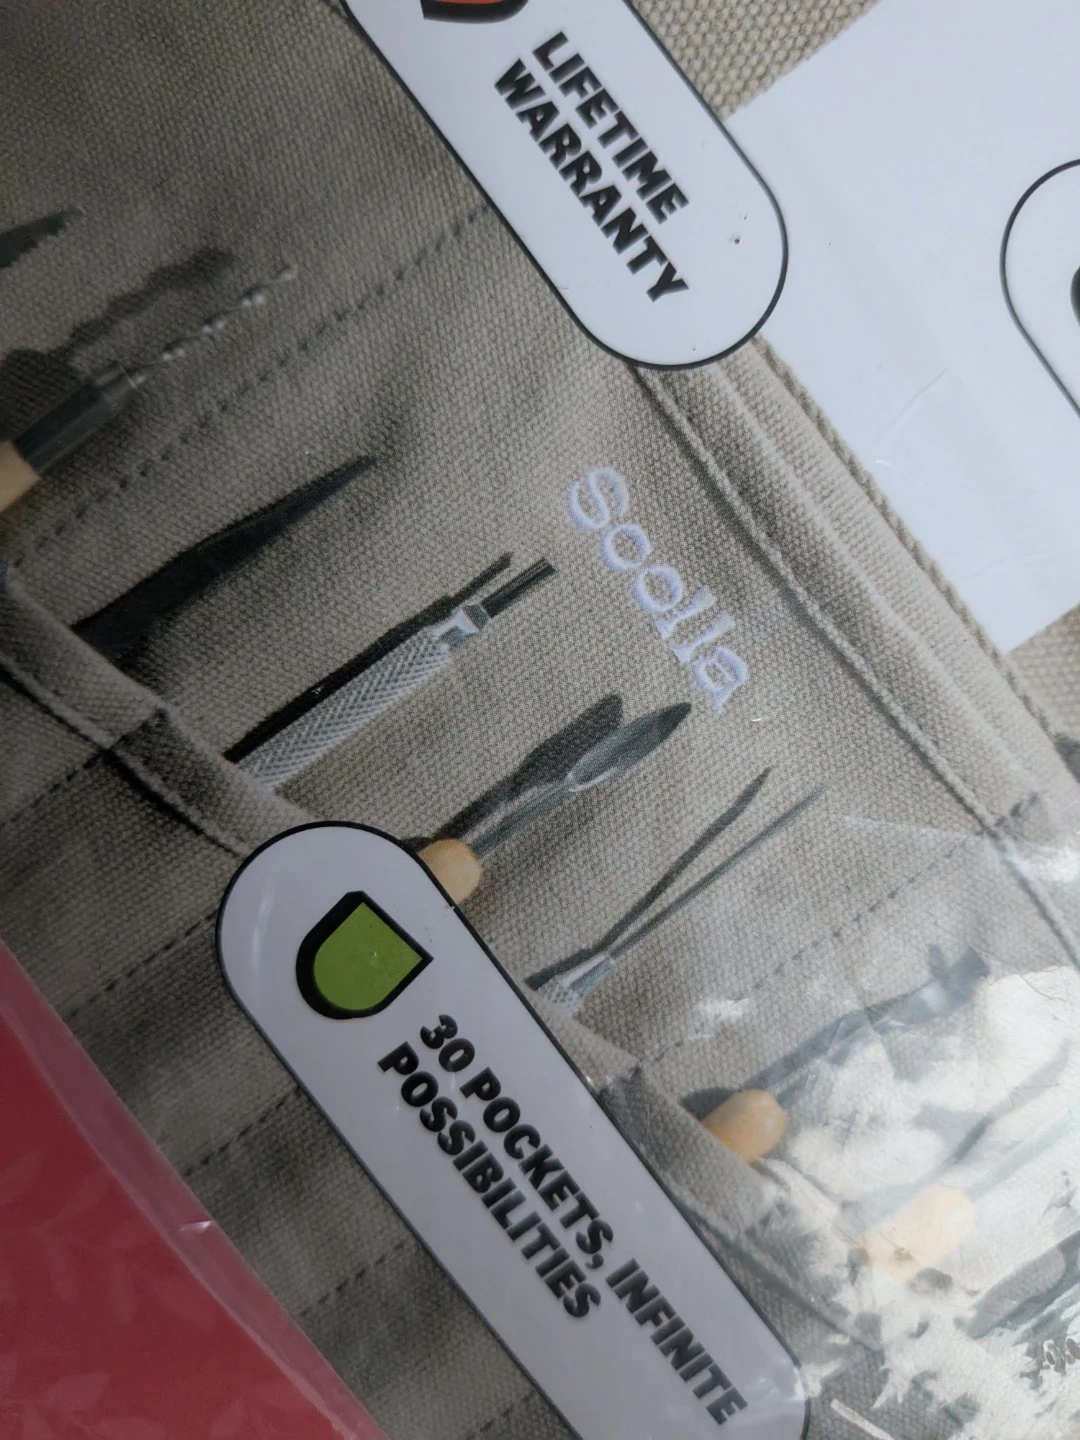 LIFETIME
WARRANTY
soolla
30 POCKETS, INFINITE
POSSIBILITIES